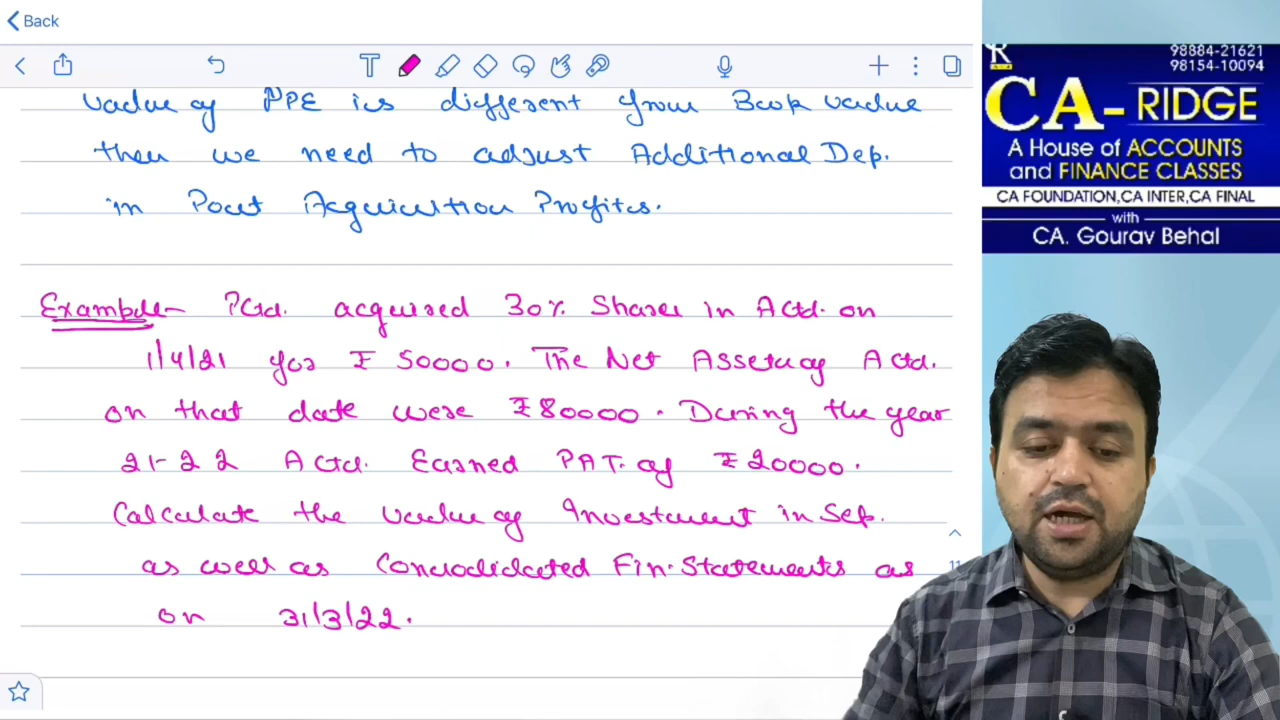 Back
value of PPE is different from Book value
then we need to adjust Additional Dep.
in Post Acquisition Profits.
Example- P Ltd. acquired 30% Shares in A Ltd. on
1/4/21 for ₹ 50000. The Net Assets of A Ltd.
on that date were ₹80000. During the year
21-22 A Ltd. Earned PAT. of ₹20000.
Calculate the value of Investment in Sep.
as well as Consolidated Fin. Statements as
on 31/3/22.
11
98884-21621
98154-10094
CA- RIDGE
A House of ACCOUNTS
and FINANCE CLASSES
CA FOUNDATION,CA INTER,CA FINAL
with
CA. Gourav Behal